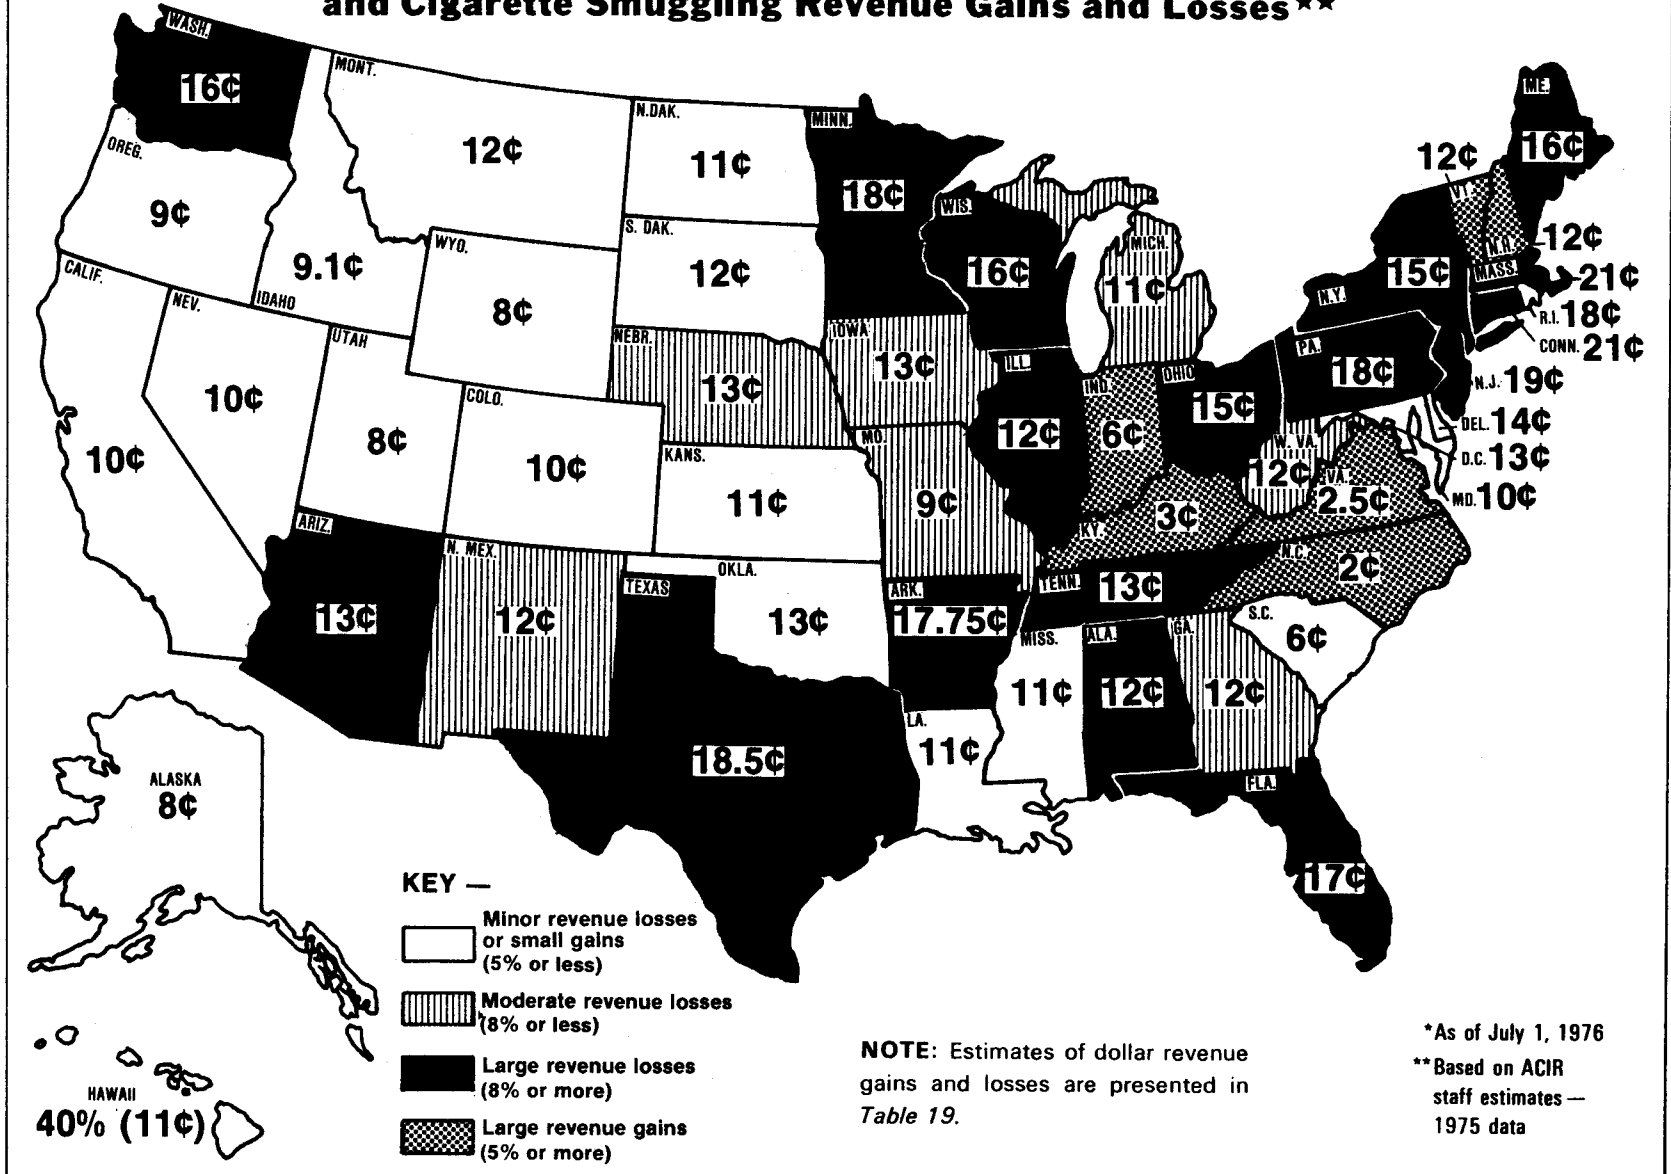 and Cigarette Smuggling Revenue Gains and Losses**
WASH.
16¢
MONT.
12¢
N.DAK.
11¢
MINN.
18¢
ME.
16¢
OREG.
9¢
IDAHO
9.1¢
WYO.
8¢
S. DAK.
12¢
WIS.
16¢
MICH.
11¢
12¢
VT.
N.H.
12¢
N.Y.
15¢
MASS.
21¢
R.I. 18¢
CONN. 21¢
CALIF.
10¢
NEV.
10¢
UTAH
8¢
COLO.
10¢
NEBR.
13¢
IOWA
13¢
ILL.
12¢
IND.
6¢
OHIO
15¢
PA.
18¢
N.J. 19¢
DEL. 14¢
D.C. 13¢
MD. 10¢
KANS.
11¢
MO.
9¢
KY.
3¢
W. VA.
12¢
VA.
2.5¢
ARIZ.
13¢
N. MEX.
12¢
TEXAS
18.5¢
OKLA.
13¢
ARK.
17.75¢
TENN.
13¢
N.C.
2¢
S.C.
6¢
LA.
11¢
MISS.
11¢
ALA.
12¢
GA.
12¢
FLA.
17¢
ALASKA
8¢
HAWAII
40% (11¢)
KEY —
Minor revenue losses
or small gains
(5% or less)
Moderate revenue losses
(8% or less)
Large revenue losses
(8% or more)
Large revenue gains
(5% or more)
NOTE: Estimates of dollar revenue
gains and losses are presented in
Table 19.
*As of July 1, 1976
**Based on ACIR
staff estimates —
1975 data